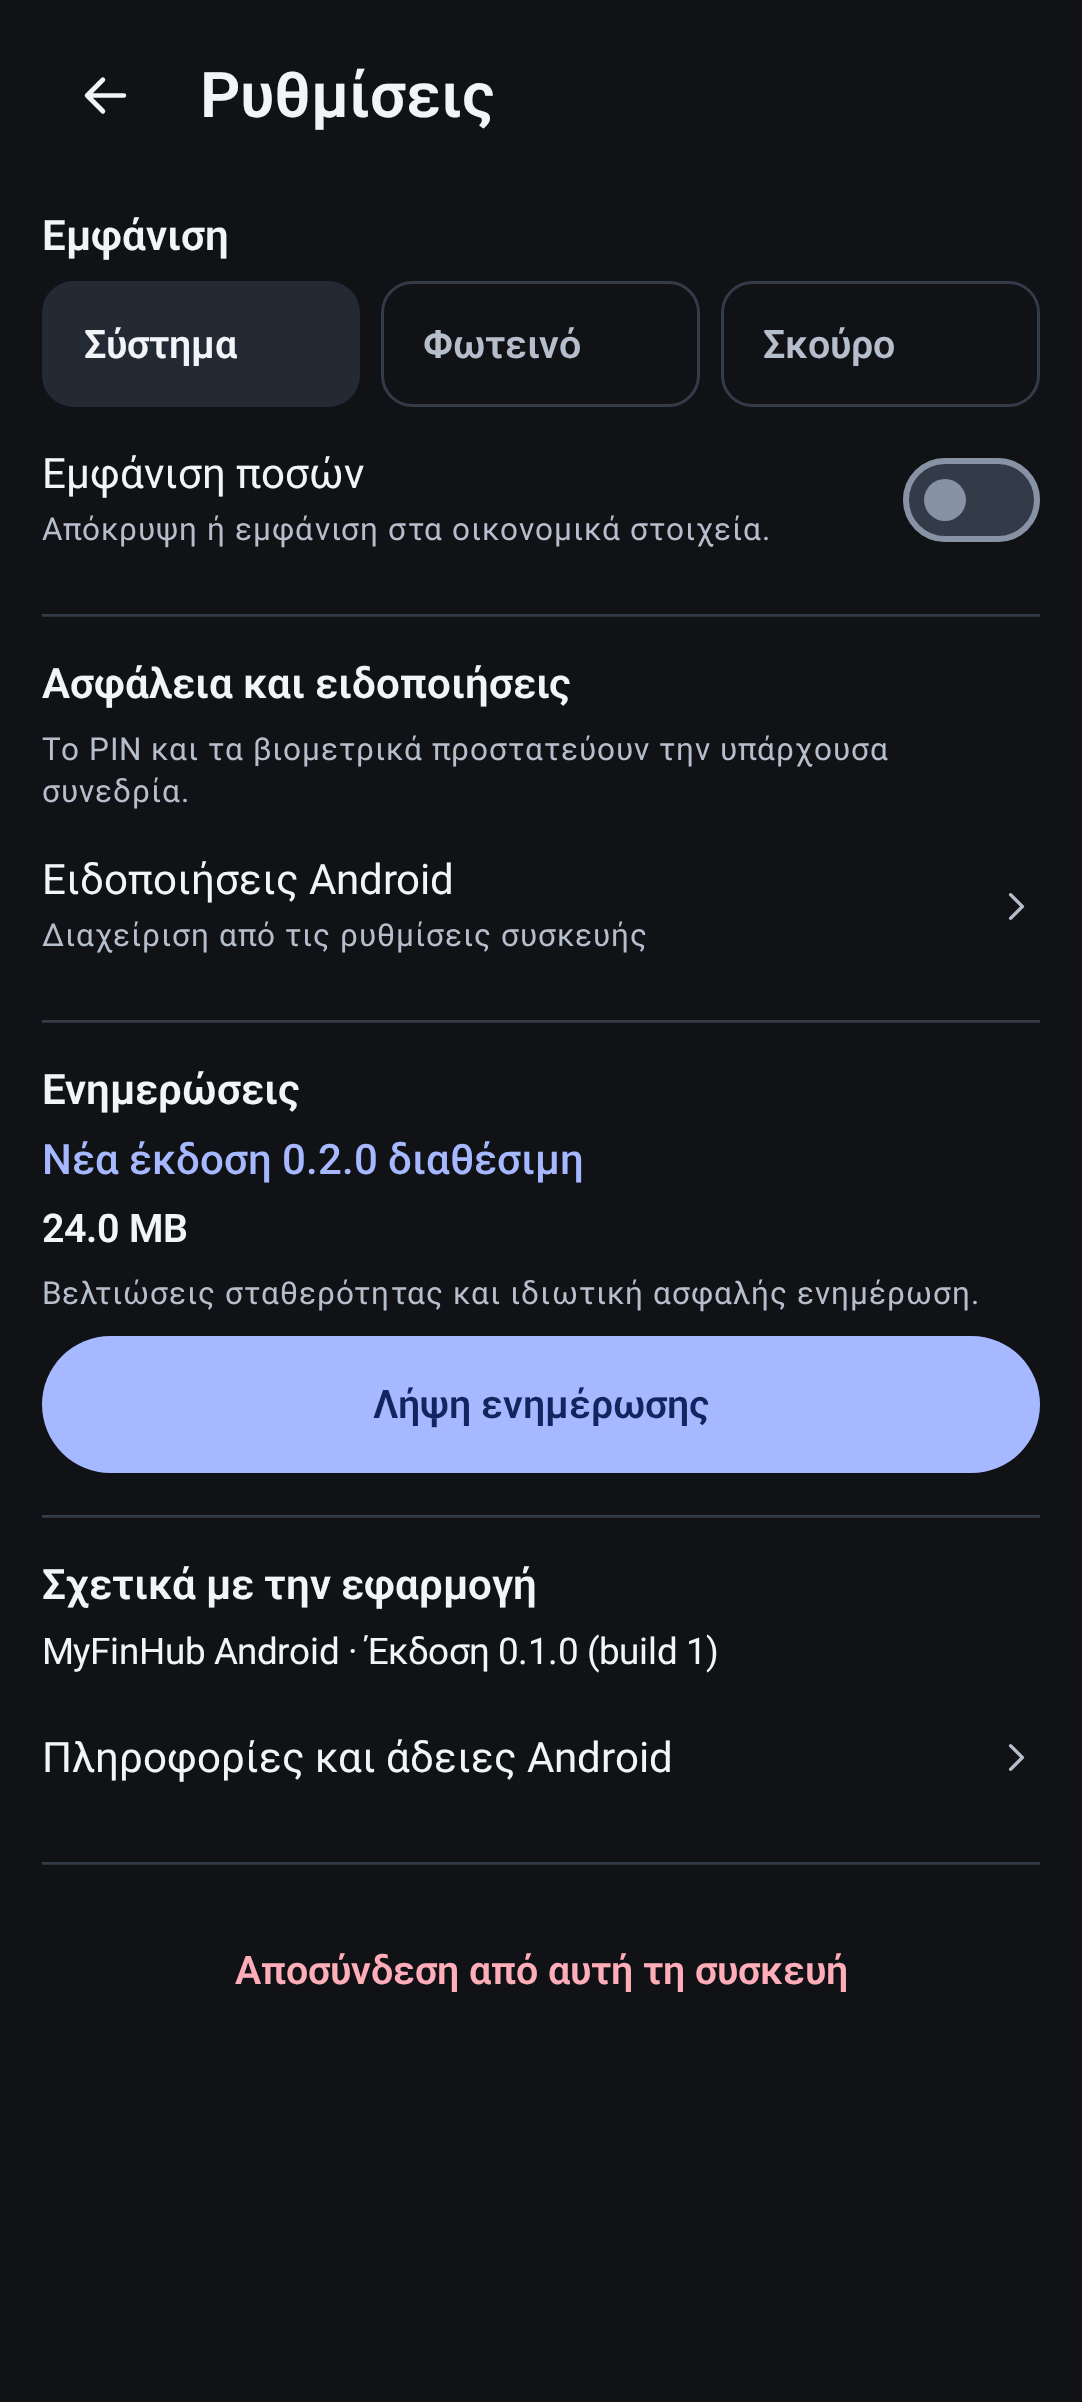 Ρυθμίσεις
Εμφάνιση
Σύστημα
Φωτεινό
Σκούρο
Εμφάνιση ποσών
Απόκρυψη ή εμφάνιση στα οικονομικά στοιχεία.
Ασφάλεια και ειδοποιήσεις
Το PIN και τα βιομετρικά προστατεύουν την υπάρχουσα
συνεδρία.
Ειδοποιήσεις Android
Διαχείριση από τις ρυθμίσεις συσκευής
Ενημερώσεις
Νέα έκδοση 0.2.0 διαθέσιμη
24.0 MB
Βελτιώσεις σταθερότητας και ιδιωτική ασφαλής ενημέρωση.
Λήψη ενημέρωσης
Σχετικά με την εφαρμογή
MyFinHub Android · Έκδοση 0.1.0 (build 1)
Πληροφορίες και άδειες Android
Αποσύνδεση από αυτή τη συσκευή